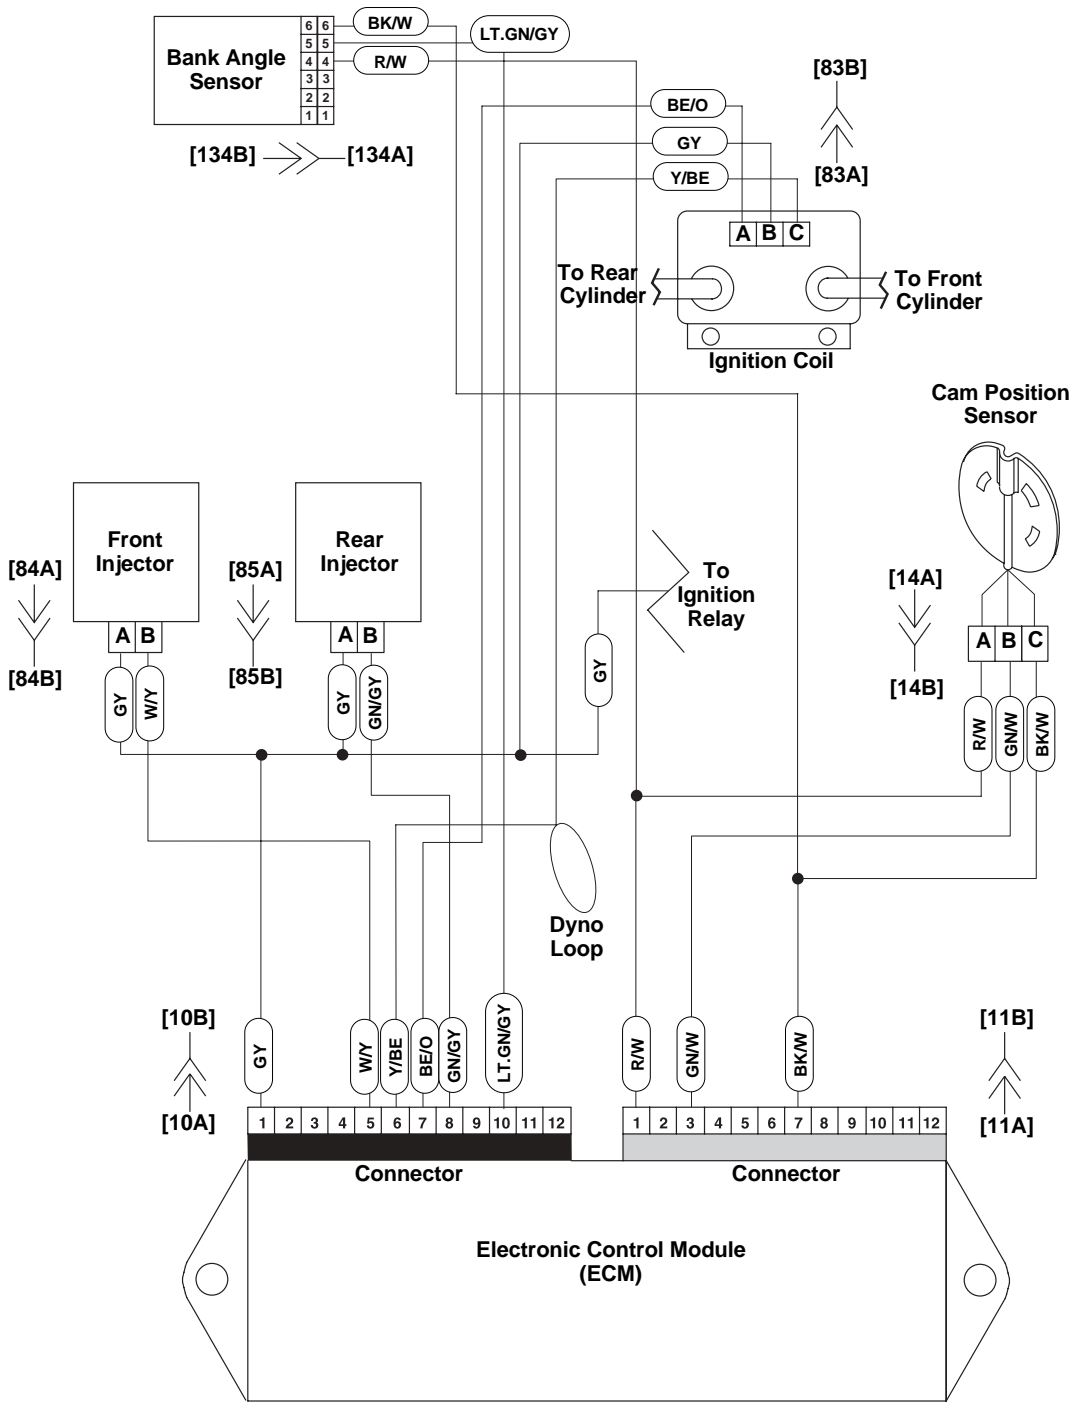 Bank Angle
Sensor
6 6
5 5
4 4
3 3
2 2
1 1
BK/W
LT.GN/GY
R/W
[134B]
[134A]
BE/O
GY
Y/BE
[83B]
[83A]
A B C
To Rear
Cylinder
To Front
Cylinder
Ignition Coil
Cam Position
Sensor
Front
Injector
Rear
Injector
[84A]
[84B]
[85A]
[85B]
A B
A B
GY
W/Y
GY
GN/GY
GY
To
Ignition
Relay
[14A]
[14B]
A B C
R/W
GN/W
BK/W
Dyno
Loop
[10B]
[10A]
GY
W/Y
Y/BE
BE/O
GN/GY
LT.GN/GY
R/W
GN/W
BK/W
[11B]
[11A]
1 2 3 4 5 6 7 8 9 10 11 12
1 2 3 4 5 6 7 8 9 10 11 12
Connector
Connector
Electronic Control Module
(ECM)